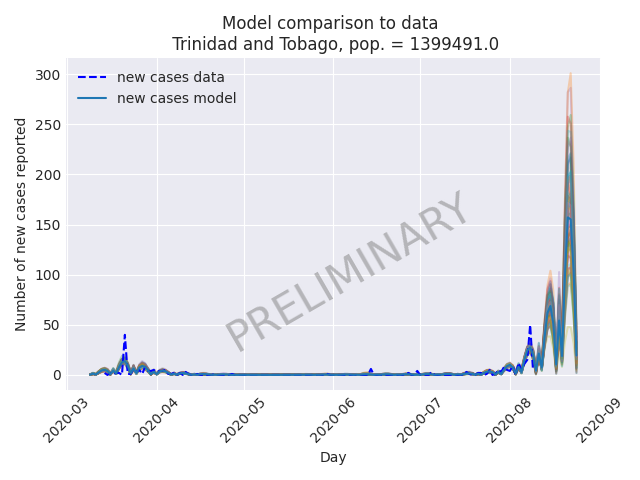 Model comparison to data
Trinidad and Tobago, pop. = 1399491.0
new cases data
new cases model
Number of new cases reported
300
250
200
150
100
50
0
PRELIMINARY
2020-03
2020-04
2020-05
2020-06
2020-07
2020-08
2020-09
Day